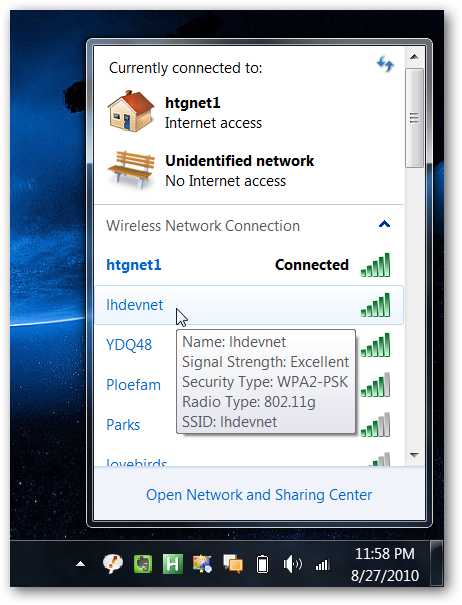 Currently connected to:
htgnet1
Internet access
Unidentified network
No Internet access
Wireless Network Connection
htgnet1 Connected
lhdevnet
YDQ48
Name: lhdevnet
Signal Strength: Excellent
Security Type: WPA2-PSK
Radio Type: 802.11g
SSID: lhdevnet
Ploefam
Parks
lovebirds
Open Network and Sharing Center
H
11:58 PM
8/27/2010